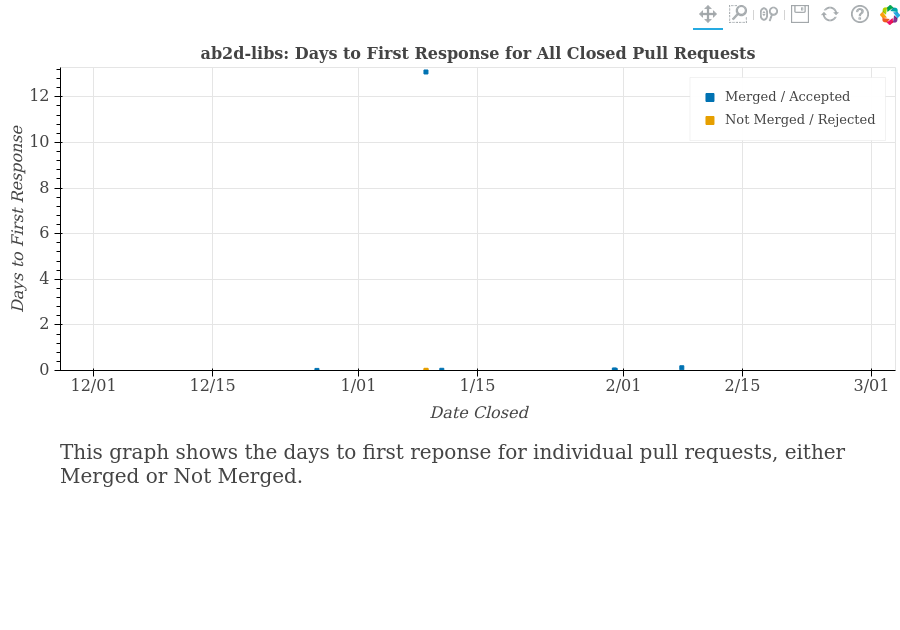 ab2d-libs: Days to First Response for All Closed Pull Requests
Merged / Accepted
Not Merged / Rejected
Days to First Response
12
10
8
6
4
2
0
12/01 12/15 1/01 1/15 2/01 2/15 3/01
Date Closed
This graph shows the days to first reponse for individual pull requests, either
Merged or Not Merged.